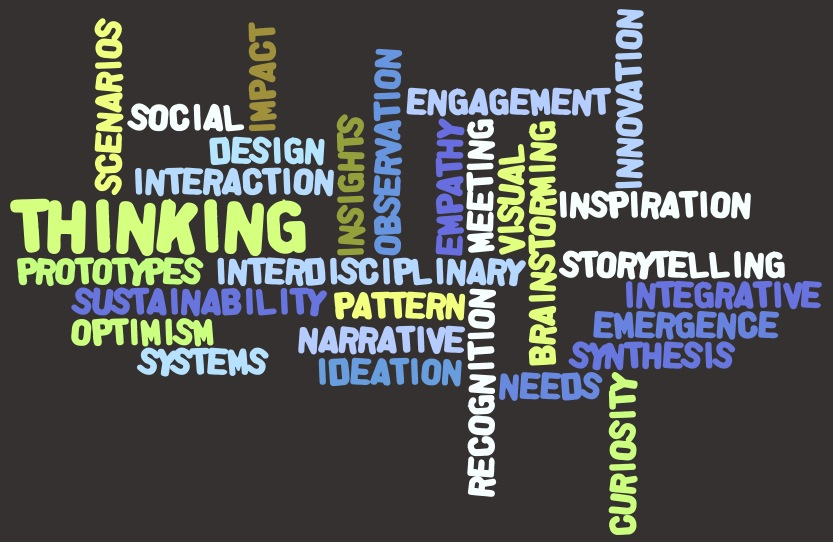 SCENARIOS
SOCIAL
IMPACT
DESIGN
INTERACTION
THINKING
INSIGHTS
OBSERVATION
ENGAGEMENT
INNOVATION
EMPATHY
MEETING
VISUAL
BRAINSTORMING
INSPIRATION
PROTOTYPES
INTERDISCIPLINARY
STORYTELLING
SUSTAINABILITY
PATTERN
INTEGRATIVE
OPTIMISM
NARRATIVE
EMERGENCE
SYSTEMS
IDEATION
RECOGNITION
SYNTHESIS
NEEDS
CURIOSITY